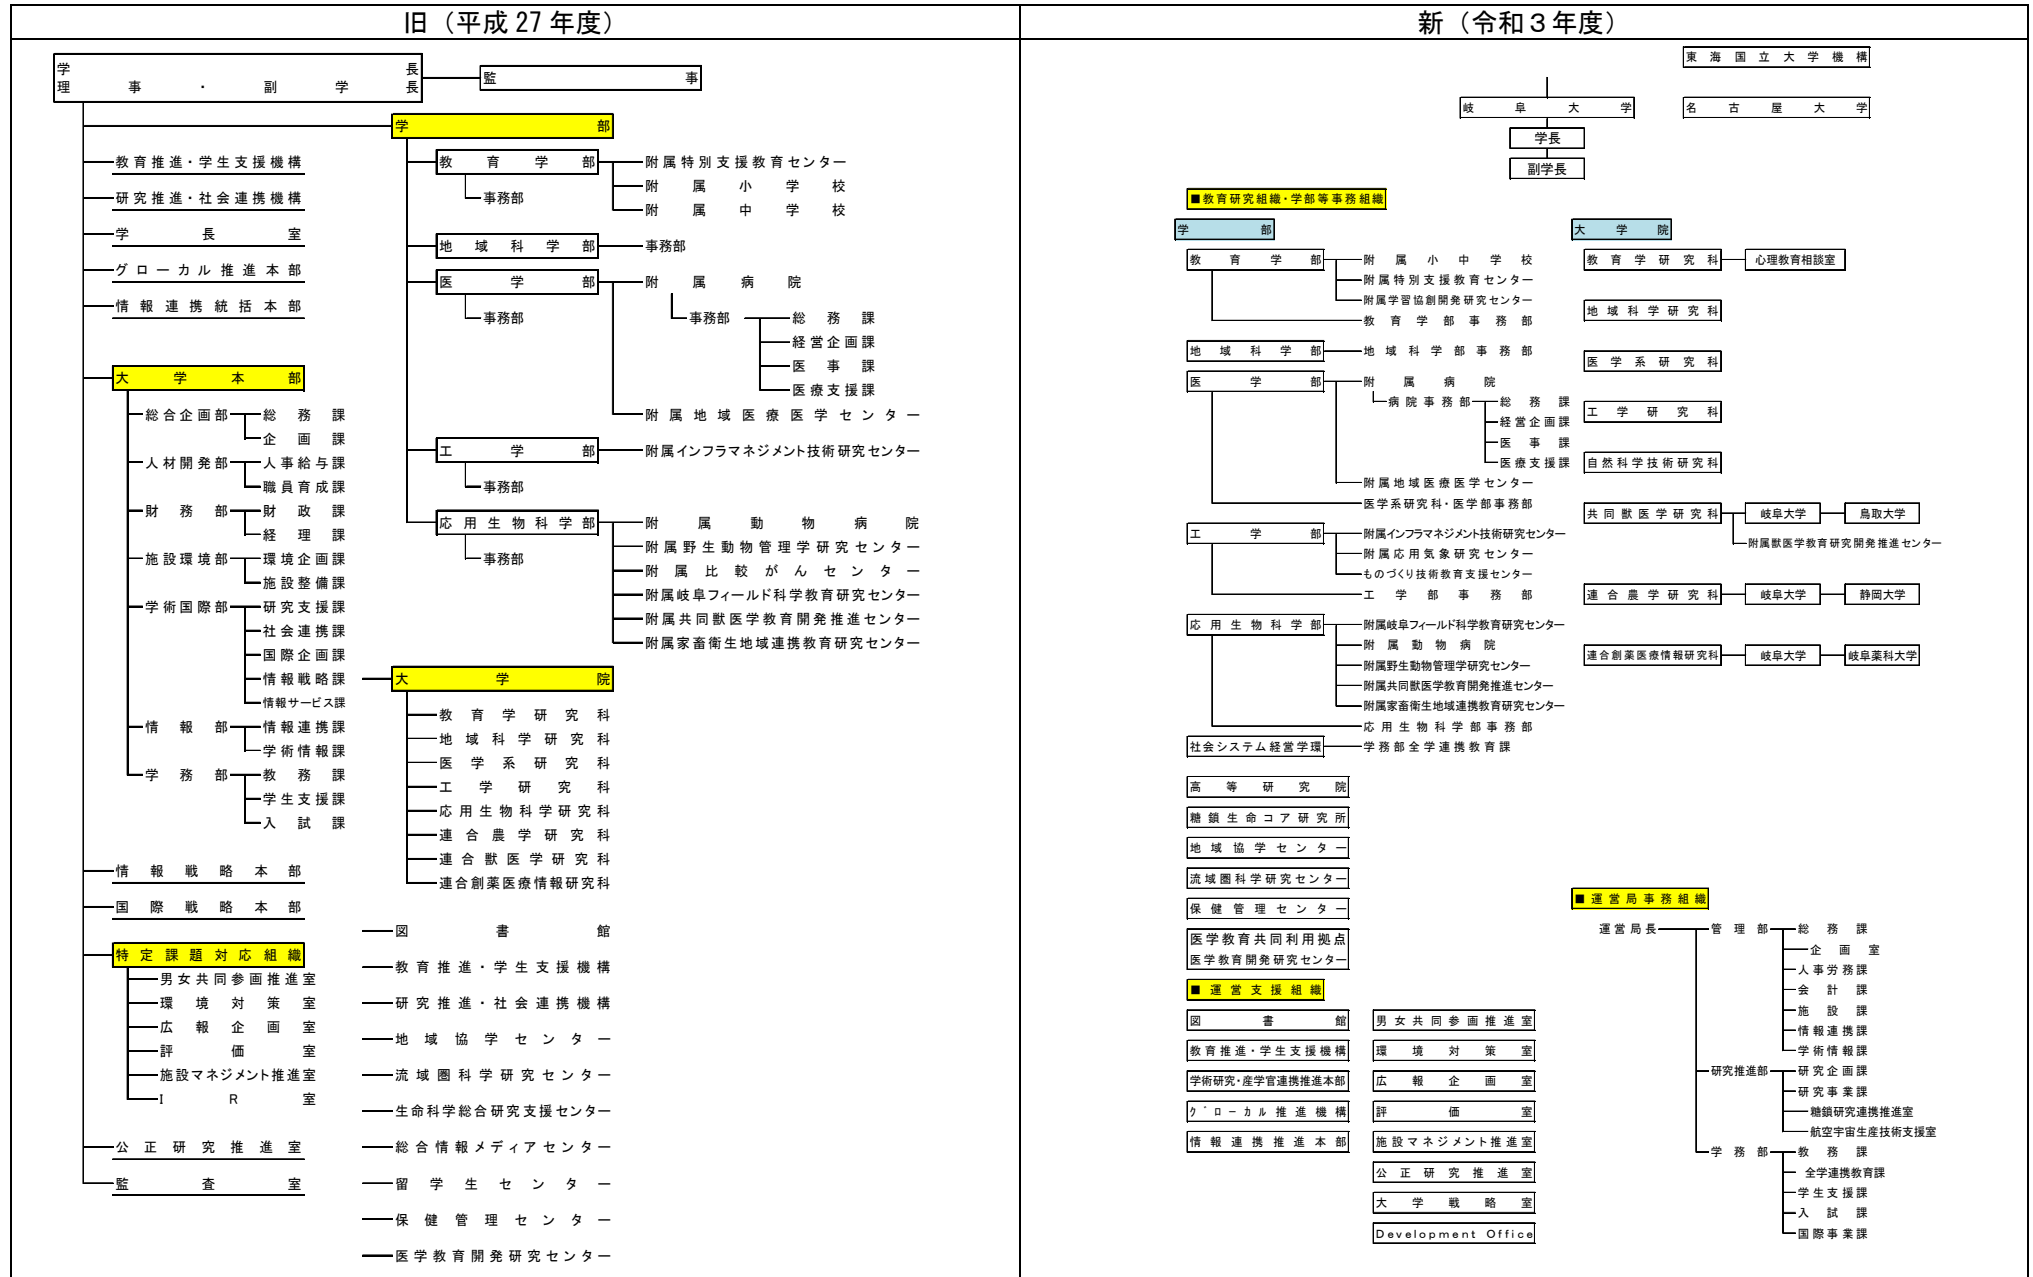 旧（平成27年度）
学長
理事・副学長
監事
学部
教育推進・学生支援機構
研究推進・社会連携機構
学長室
グローカル推進本部
情報連携統括本部
教育学部
事務部
附属特別支援教育センター
附属小学校
附属中学校
地域科学部
事務部
医学部
事務部
附属病院
事務部
総務課
経営企画課
医事課
医療支援課
附属地域医療医学センター
工学部
事務部
附属インフラマネジメント技術研究センター
応用生物科学部
事務部
附属動物病院
附属野生動物管理学研究センター
附属比較がんセンター
附属岐阜フィールド科学教育研究センター
附属共同獣医学教育開発推進センター
附属家畜衛生地域連携教育研究センター
大学本部
総合企画部
総務課
企画課
人材開発部
人事給与課
職員育成課
財務部
財政課
経理課
施設環境部
環境企画課
施設整備課
学術国際部
研究支援課
社会連携課
国際企画課
情報戦略課
情報サービス課
情報部
情報連携課
学術情報課
学務部
教務課
学生支援課
入試課
大学院
教育学研究科
地域科学研究科
医学系研究科
工学研究科
応用生物科学研究科
連合農学研究科
連合獣医学研究科
連合創薬医療情報研究科
情報戦略本部
国際戦略本部
特定課題対応組織
男女共同参画推進室
環境対策室
広報企画室
評価室
施設マネジメント推進室
IR室
公正研究推進室
監査室
図書館
教育推進・学生支援機構
研究推進・社会連携機構
地域協学センター
流域圏科学研究センター
生命科学総合研究支援センター
総合情報メディアセンター
留学生センター
保健管理センター
医学教育開発研究センター
新（令和３年度）
東海国立大学機構
岐阜大学
名古屋大学
学長
副学長
■教育研究組織・学部等事務組織
学部
教育学部
附属小中学校
附属特別支援教育センター
附属学習協創開発研究センター
教育学部事務部
地域科学部
地域科学部事務部
医学部
附属病院
病院事務部
総務課
経営企画課
医事課
医療支援課
附属地域医療医学センター
医学系研究科・医学部事務部
工学部
附属インフラマネジメント技術研究センター
附属応用気象研究センター
ものづくり技術教育支援センター
工学部事務部
応用生物科学部
附属岐阜フィールド科学教育研究センター
附属動物病院
附属野生動物管理学研究センター
附属共同獣医学教育開発推進センター
附属家畜衛生地域連携教育研究センター
応用生物科学部事務部
社会システム経営学環
学務部全学連携教育課
大学院
教育学研究科
心理教育相談室
地域科学研究科
医学系研究科
工学研究科
自然科学技術研究科
共同獣医学研究科
岐阜大学
鳥取大学
附属獣医学教育研究開発推進センター
連合農学研究科
岐阜大学
静岡大学
連合創薬医療情報研究科
岐阜大学
岐阜薬科大学
高等研究院
糖鎖生命コア研究所
地域協学センター
流域圏科学研究センター
保健管理センター
医学教育共同利用拠点
医学教育開発研究センター
■運営支援組織
図書館
教育推進・学生支援機構
学術研究・産学官連携推進本部
グローカル推進機構
情報連携推進本部
男女共同参画推進室
環境対策室
広報企画室
評価室
施設マネジメント推進室
公正研究推進室
大学戦略室
Development Office
■運営局事務組織
運営局長
管理部
総務課
企画室
人事労務課
会計課
施設課
情報連携課
学術情報課
研究推進部
研究企画課
研究事業課
糖鎖研究連携推進室
航空宇宙生産技術支援室
学務部
教務課
全学連携教育課
学生支援課
入試課
国際事業課